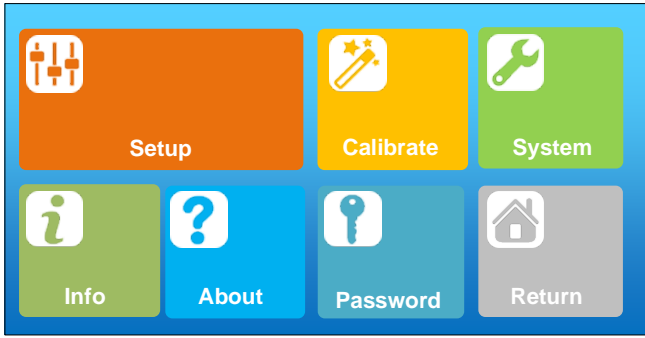 Setup
Calibrate
System
Info
About
Password
Return